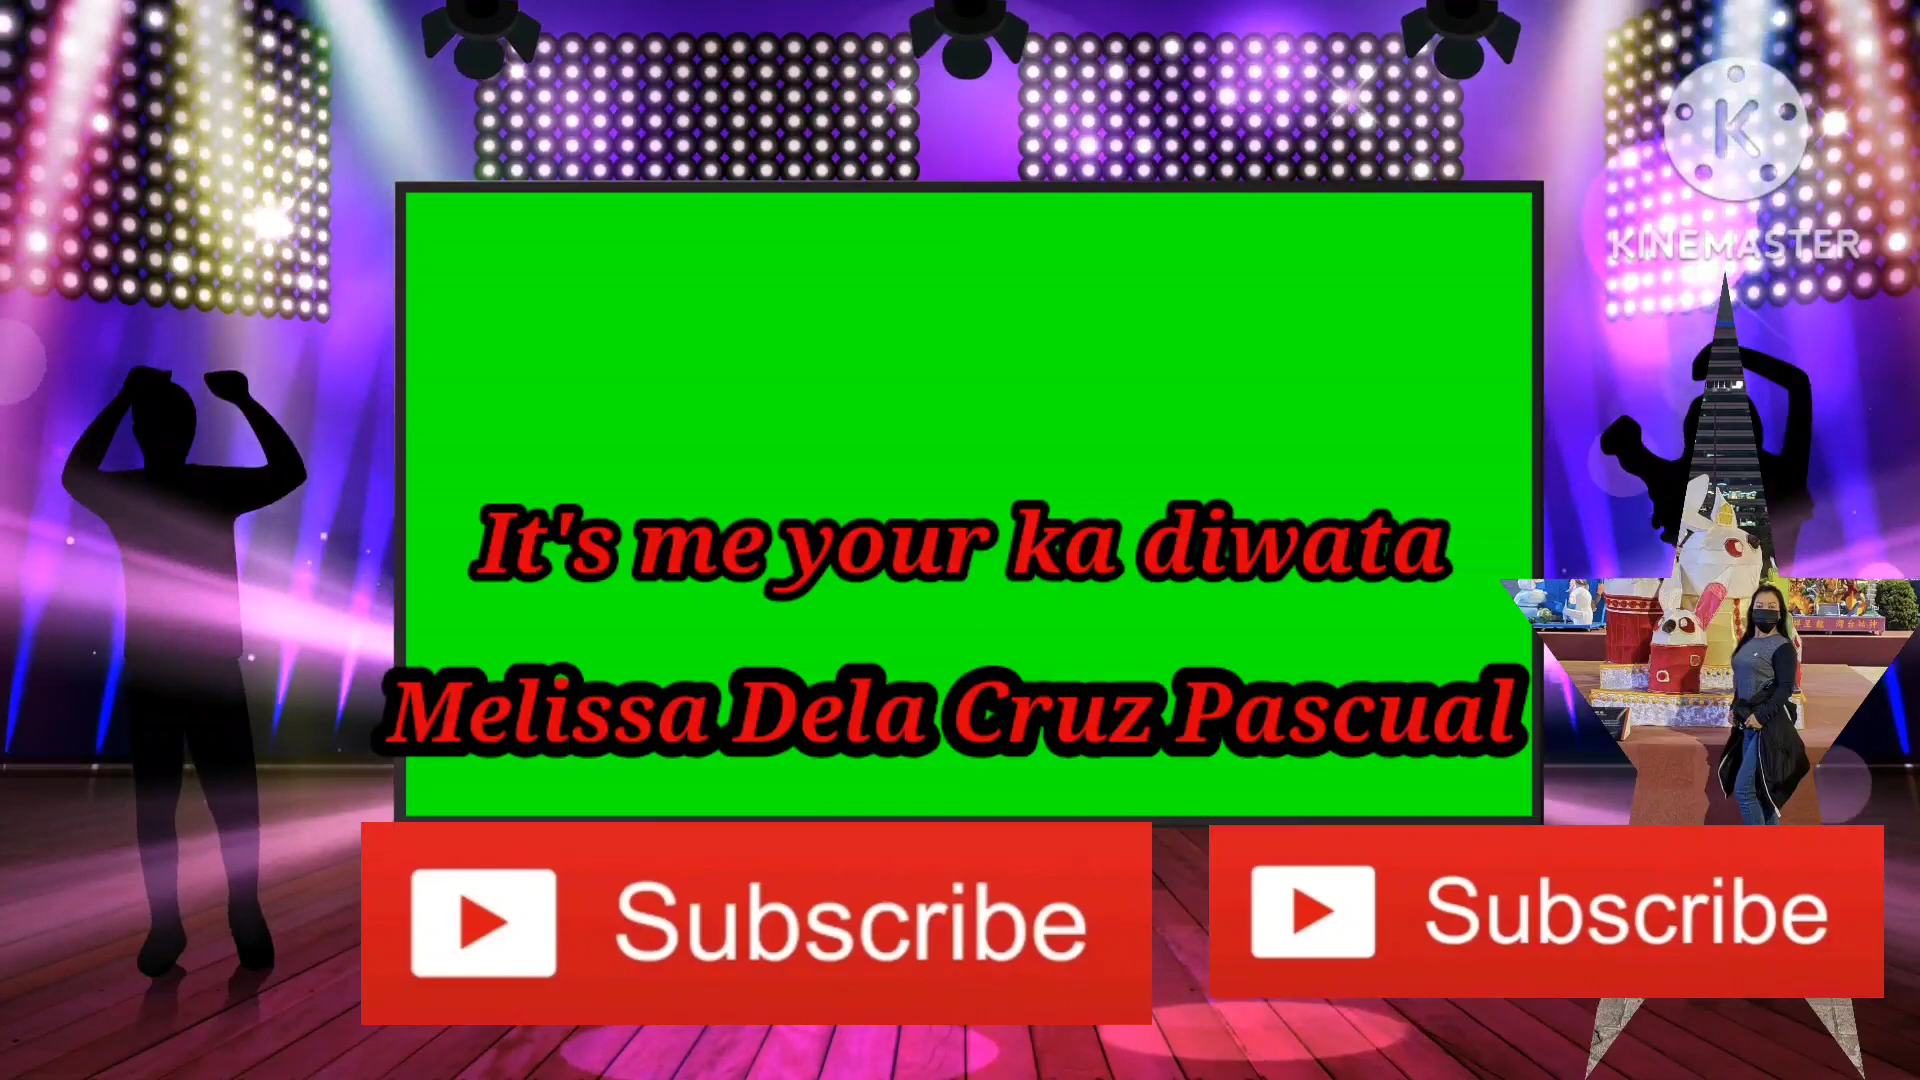 K
KINEMASTER
It's me your ka diwata
Melissa Dela Cruz Pascual
Subscribe
Subscribe